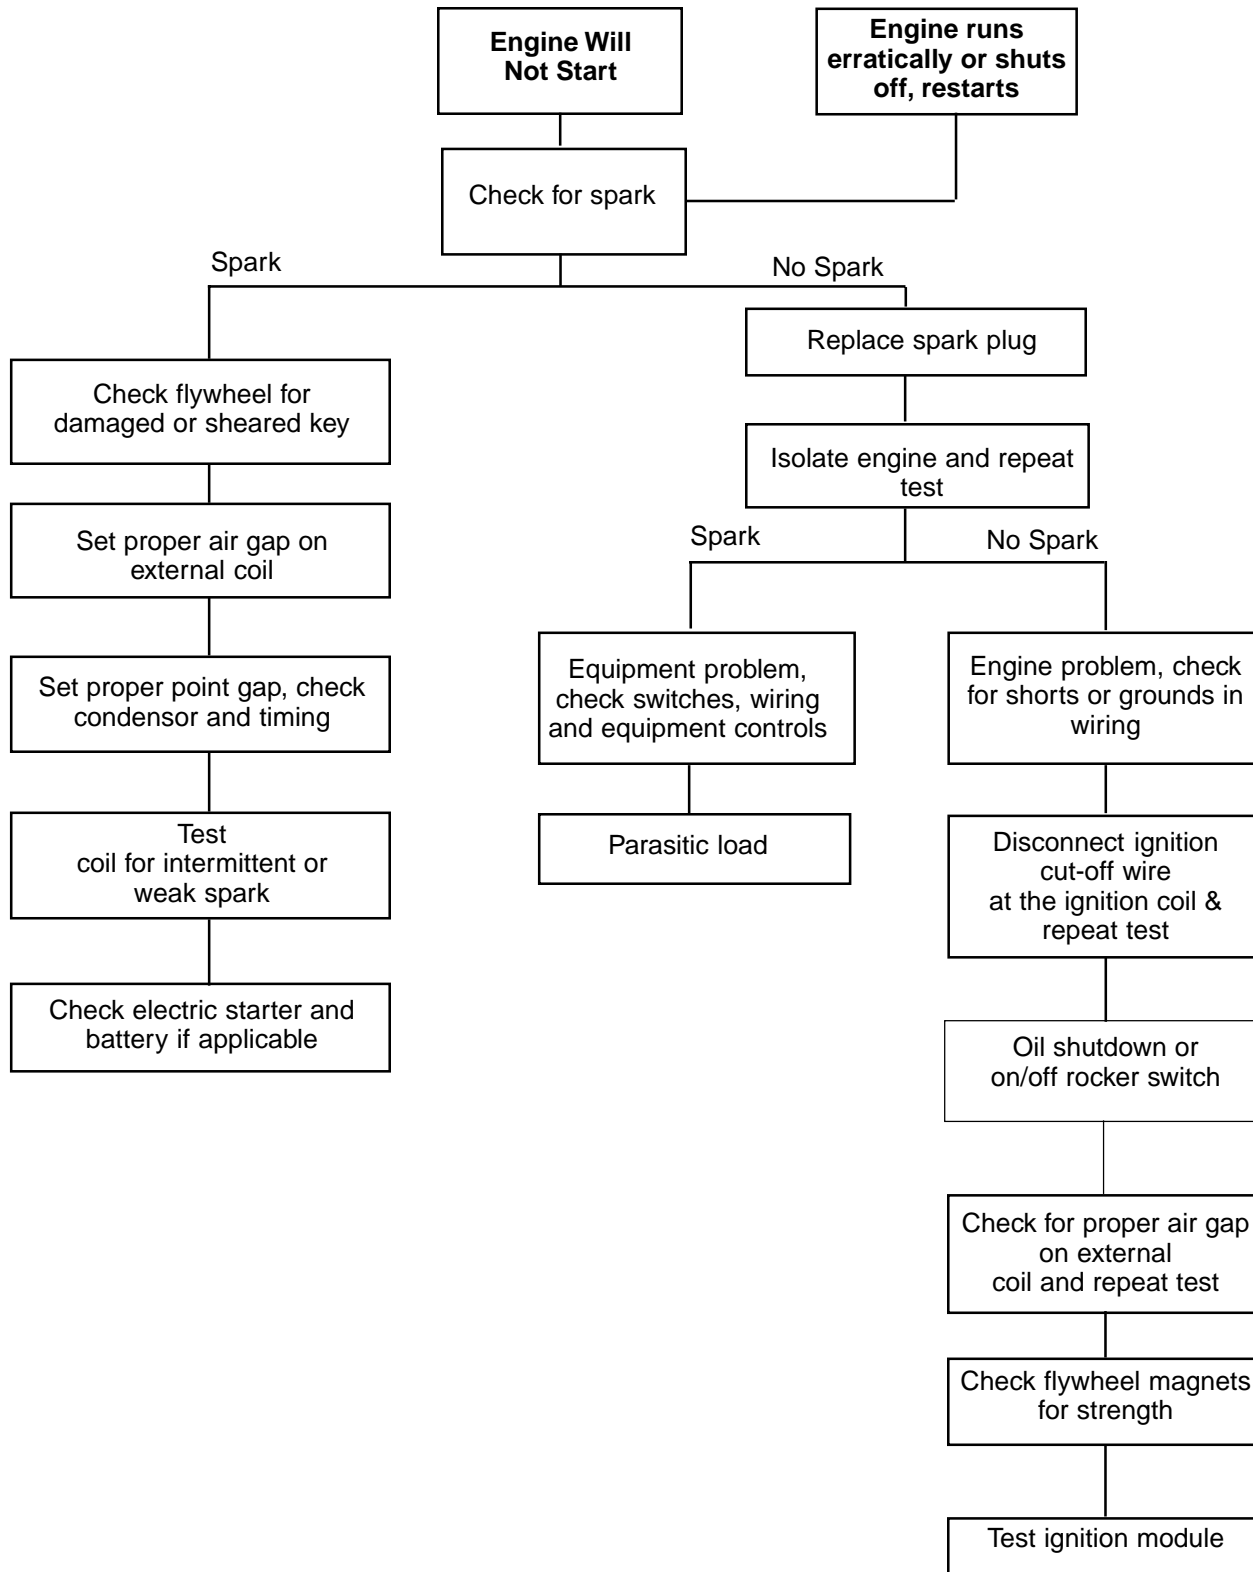 Engine Will
Not Start
Engine runs
erratically or shuts
off, restarts
Check for spark
Spark
No Spark
Check flywheel for
damaged or sheared key
Set proper air gap on
external coil
Set proper point gap, check
condensor and timing
Test
coil for intermittent or
weak spark
Check electric starter and
battery if applicable
Replace spark plug
Isolate engine and repeat
test
Spark
No Spark
Equipment problem,
check switches, wiring
and equipment controls
Parasitic load
Engine problem, check
for shorts or grounds in
wiring
Disconnect ignition
cut-off wire
at the ignition coil &
repeat test
Oil shutdown or
on/off rocker switch
Check for proper air gap
on external
coil and repeat test
Check flywheel magnets
for strength
Test ignition module